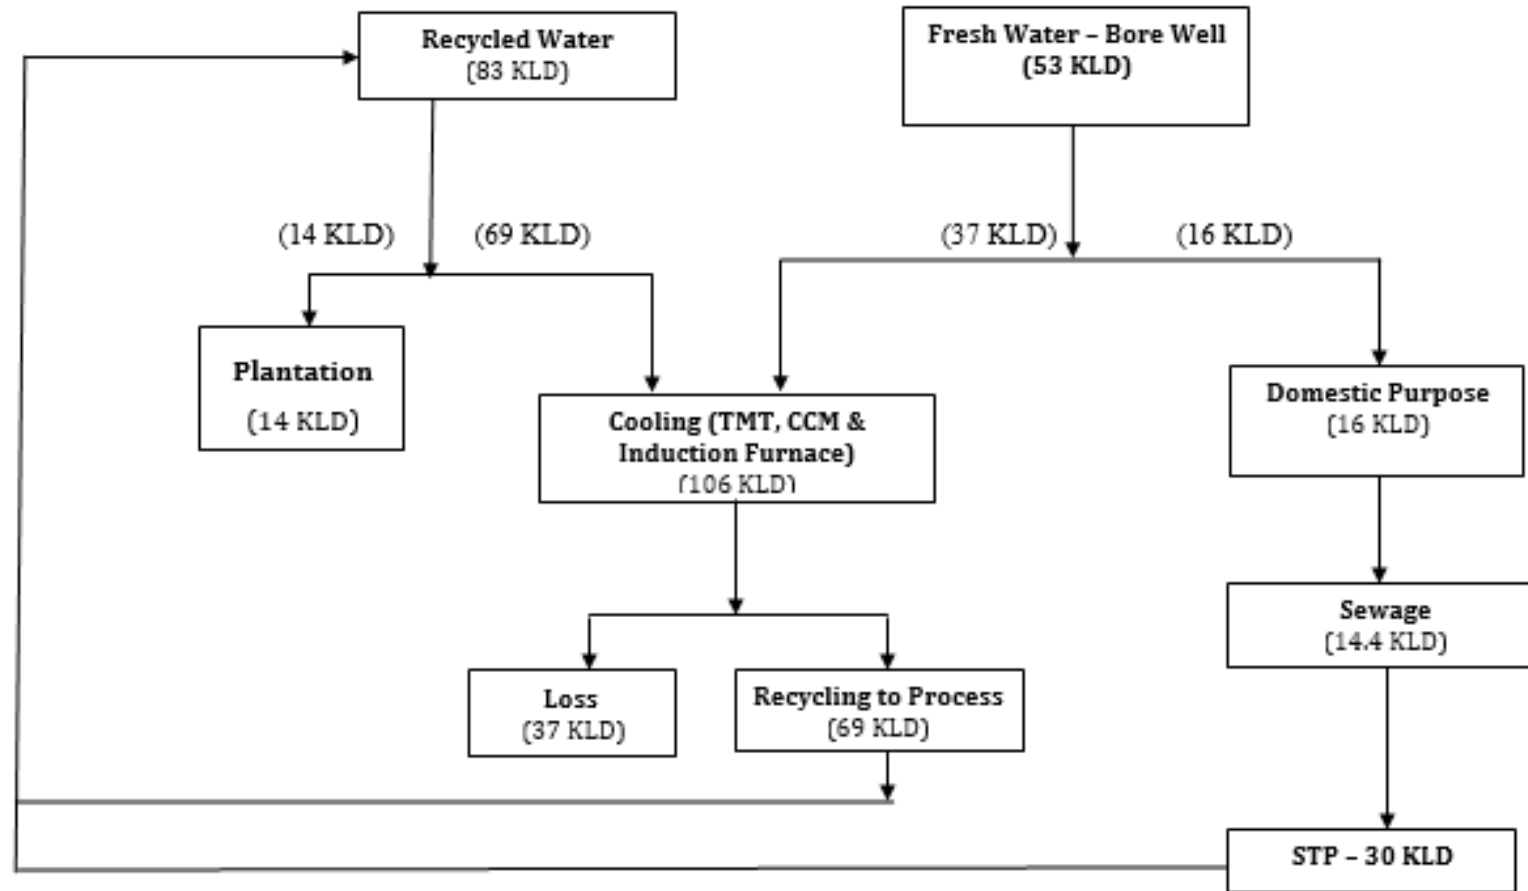 Recycled Water
(83 KLD)
Fresh Water – Bore Well
(53 KLD)
(14 KLD)
(69 KLD)
(37 KLD)
(16 KLD)
Plantation
(14 KLD)
Cooling (TMT, CCM &
Induction Furnace)
(106 KLD)
Domestic Purpose
(16 KLD)
Sewage
(14.4 KLD)
Loss
(37 KLD)
Recycling to Process
(69 KLD)
STP – 30 KLD